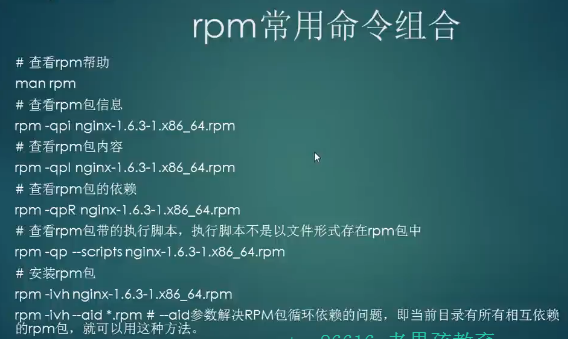 rpm常用命令组合
# 查看rpm帮助
man rpm
# 查看rpm包信息
rpm -qpi nginx-1.6.3-1.x86_64.rpm
# 查看rpm包内容
rpm -qpl nginx-1.6.3-1.x86_64.rpm
# 查看rpm包的依赖
rpm -qpR nginx-1.6.3-1.x86_64.rpm
# 查看rpm包带的执行脚本，执行脚本不是以文件形式存在rpm包中
rpm -qp --scripts nginx-1.6.3-1.x86_64.rpm
# 安装rpm包
rpm -ivh nginx-1.6.3-1.x86_64.rpm
rpm -ivh --aid *.rpm # --aid参数解决RPM包循环依赖的问题，即当前目录有所有相互依赖
的rpm包，就可以用这种方法。
老男孩教育